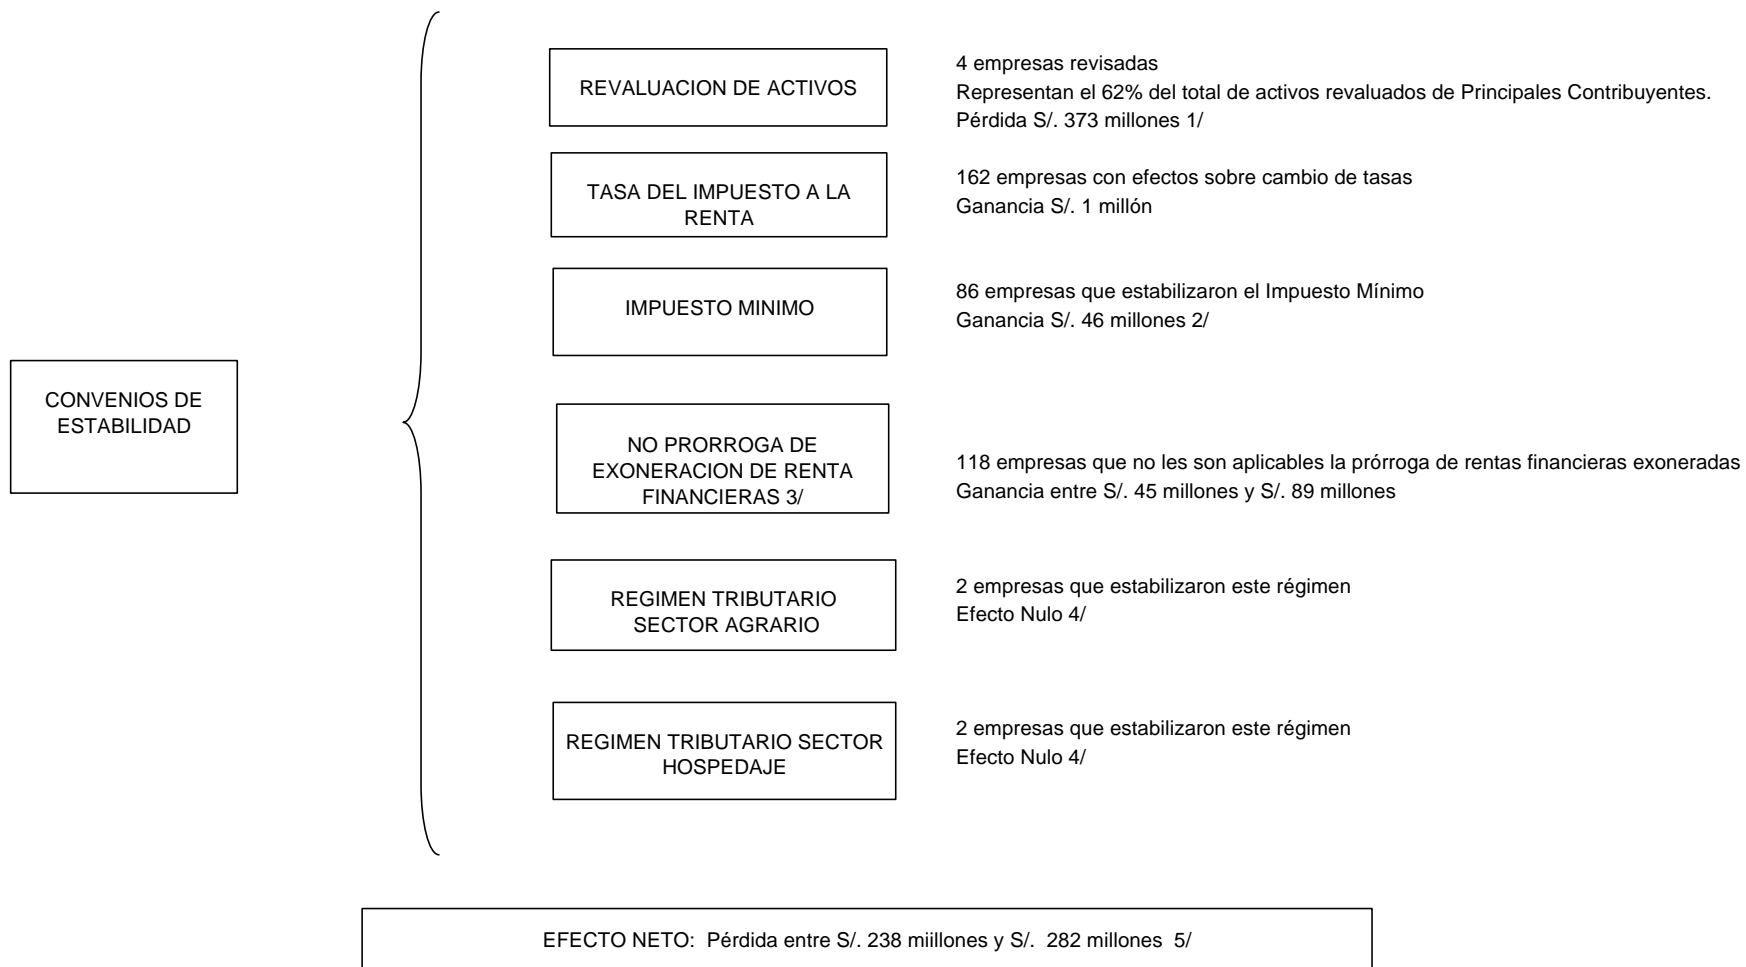 REVALUACION DE ACTIVOS
4 empresas revisadas
Representan el 62% del total de activos revaluados de Principales Contribuyentes.
Pérdida S/. 373 millones 1/
TASA DEL IMPUESTO A LA
RENTA
162 empresas con efectos sobre cambio de tasas
Ganancia S/. 1 millón
IMPUESTO MINIMO
86 empresas que estabilizaron el Impuesto Mínimo
Ganancia S/. 46 millones 2/
CONVENIOS DE
ESTABILIDAD
NO PRORROGA DE
EXONERACION DE RENTA
FINANCIERAS 3/
118 empresas que no les son aplicables la prórroga de rentas financieras exoneradas
Ganancia entre S/. 45 millones y S/. 89 millones
REGIMEN TRIBUTARIO
SECTOR AGRARIO
2 empresas que estabilizaron este régimen
Efecto Nulo 4/
REGIMEN TRIBUTARIO SECTOR
HOSPEDAJE
2 empresas que estabilizaron este régimen
Efecto Nulo 4/
EFECTO NETO:  Pérdida entre S/. 238 miillones y S/.  282 millones  5/